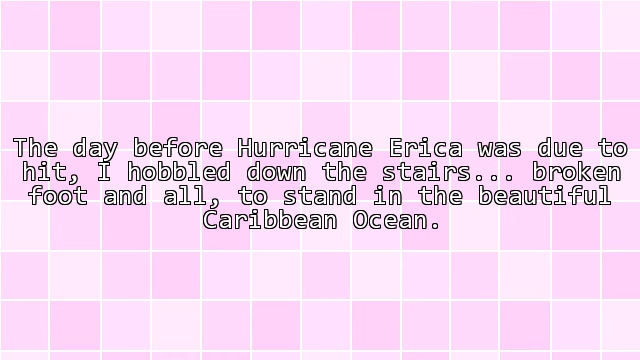 The day before Hurricane Erica was due to
hit, I hobbled down the stairs... broken
foot and all, to stand in the beautiful
Caribbean Ocean.